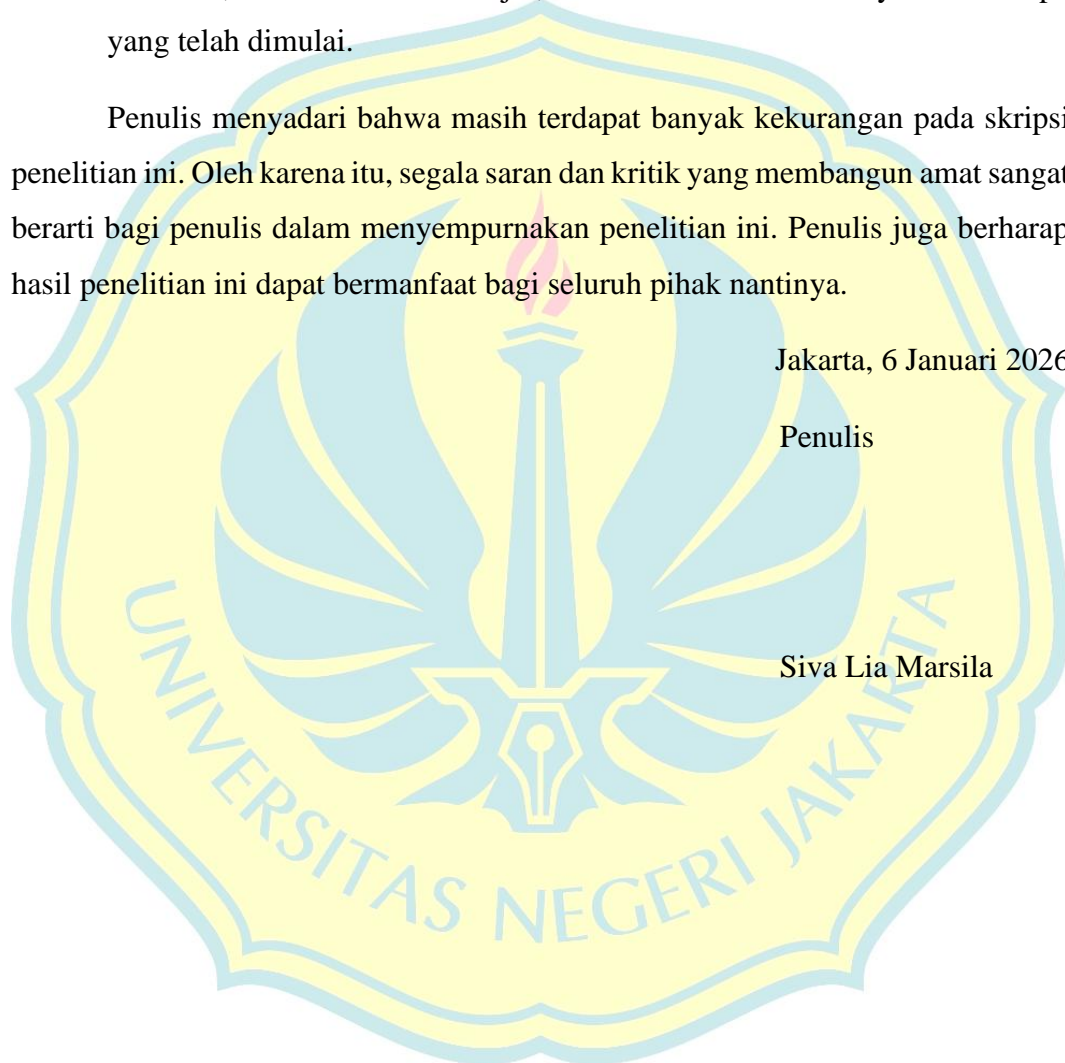 yang telah dimulai.
Penulis menyadari bahwa masih terdapat banyak kekurangan pada skripsi
penelitian ini. Oleh karena itu, segala saran dan kritik yang membangun amat sangat
berarti bagi penulis dalam menyempurnakan penelitian ini. Penulis juga berharap
hasil penelitian ini dapat bermanfaat bagi seluruh pihak nantinya.
Jakarta, 6 Januari 2026
Penulis
Siva Lia Marsila
UNIVERSITAS NEGERI JAKARTA